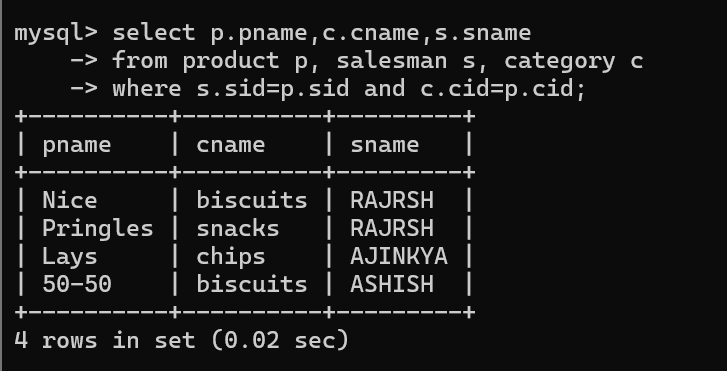 mysql> select p.pname,c.cname,s.sname
    -> from product p, salesman s, category c
    -> where s.sid=p.sid and c.cid=p.cid;
+----------+----------+---------+
| pname    | cname    | sname   |
+----------+----------+---------+
| Nice     | biscuits | RAJRSH  |
| Pringles | snacks   | RAJRSH  |
| Lays     | chips    | AJINKYA |
| 50-50    | biscuits | ASHISH  |
+----------+----------+---------+
4 rows in set (0.02 sec)